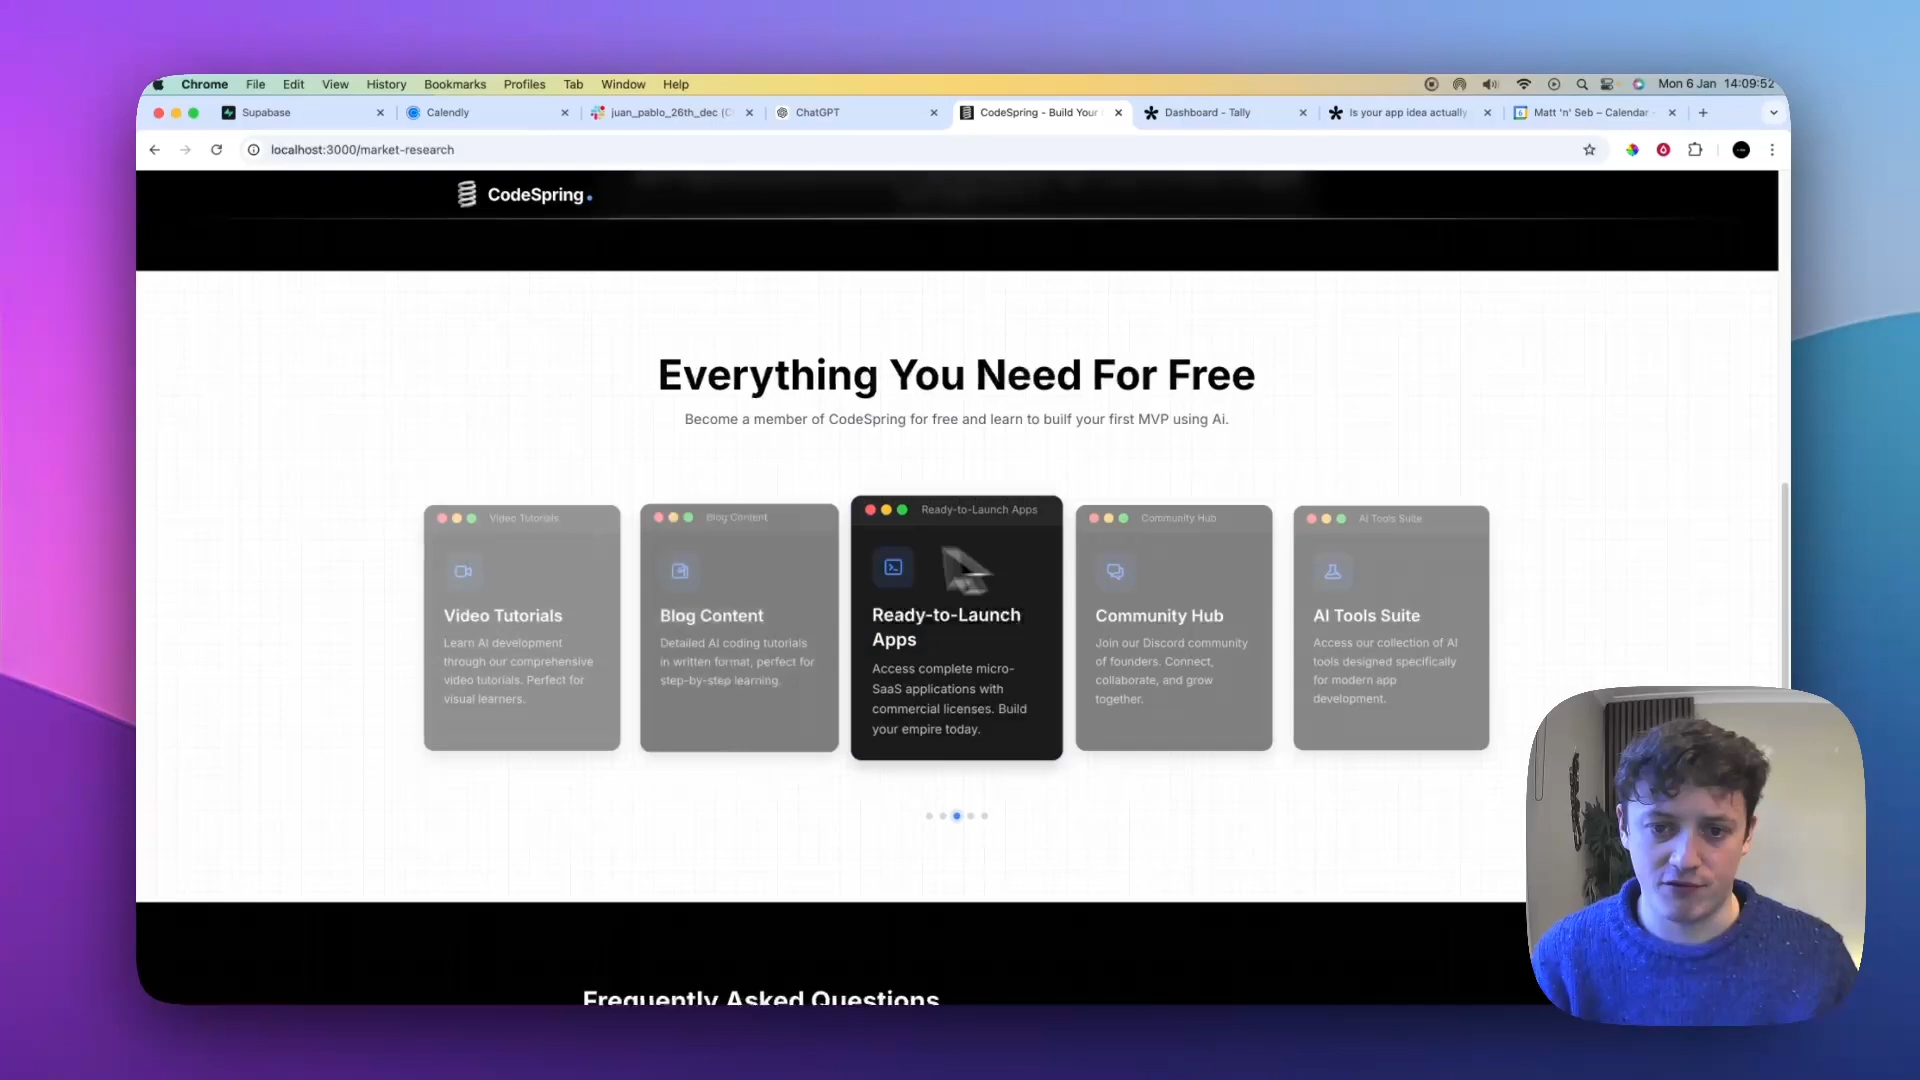 Chrome File Edit View History Bookmarks Profiles Tab Window Help Mon 6 Jan 14:09:52
Supabase Calendly juan_pablo_26th_dec ( ChatGPT CodeSpring - Build Your Dashboard - Tally Is your app idea actually Matt 'n' Seb – Calendar
localhost:3000/market-research
CodeSpring
Everything You Need For Free
Become a member of CodeSpring for free and learn to builf your first MVP using Ai.
Video Tutorials
Video Tutorials
Learn AI development
through our comprehensive
video tutorials. Perfect for
visual learners.
Blog Content
Blog Content
Detailed AI coding tutorials
in written format, perfect for
step-by-step learning.
Ready-to-Launch Apps
Ready-to-Launch
Apps
Access complete micro-
SaaS applications with
commercial licenses. Build
your empire today.
Community Hub
Community Hub
Join our Discord community
of founders. Connect,
collaborate, and grow
together.
AI Tools Suite
AI Tools Suite
Access our collection of AI
tools designed specifically
for modern app
development.
Frequently Asked Questions